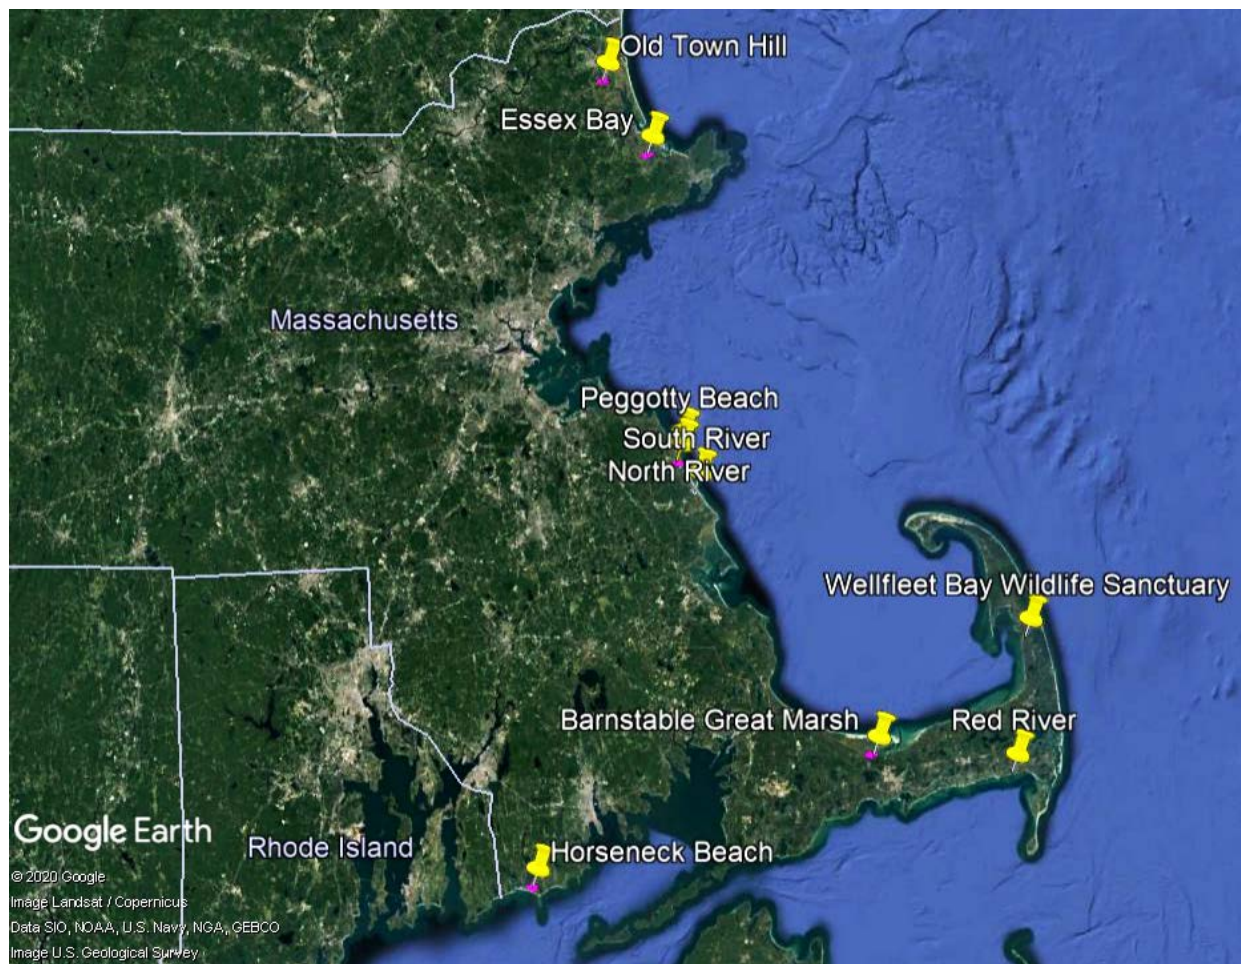 Old Town Hill
Essex Bay
Massachusetts
Peggotty Beach
South River
North River
Wellfleet Bay Wildlife Sanctuary
Barnstable Great Marsh
Red River
Google Earth
Rhode Island
Horseneck Beach
© 2020 Google
Image Landsat / Copernicus
Data SIO, NOAA, U.S. Navy, NGA, GEBCO
Image U.S. Geological Survey